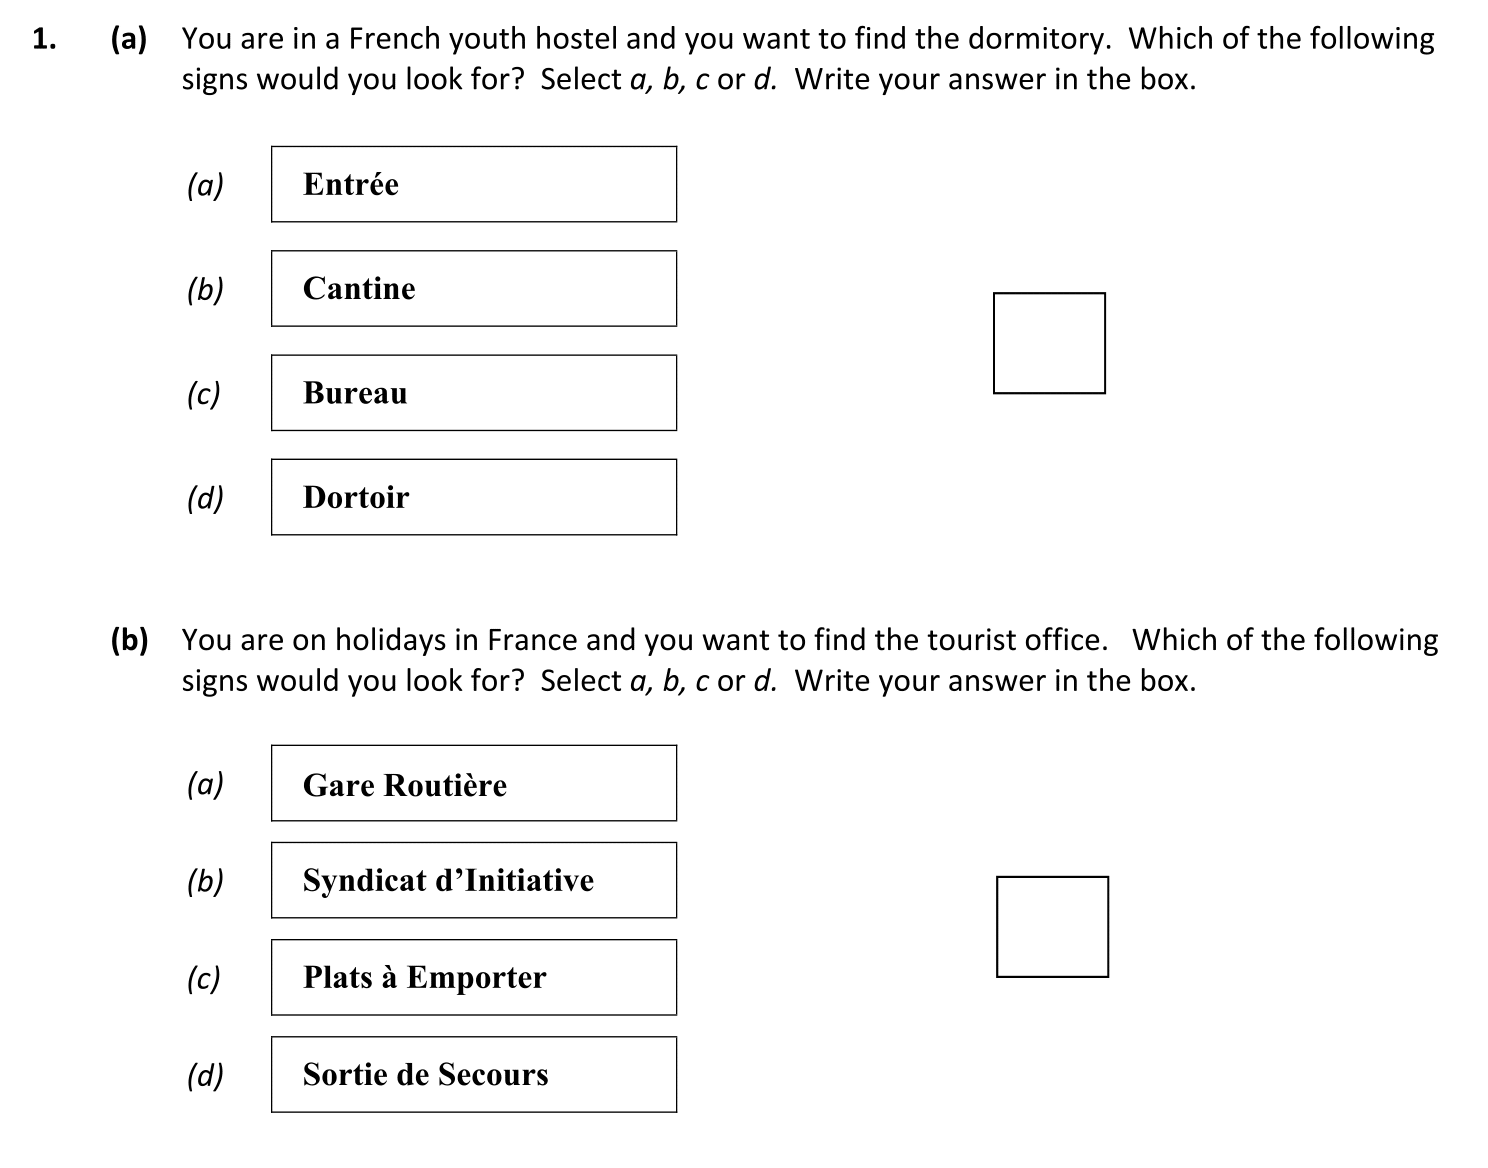 1. (a) You are in a French youth hostel and you want to find the dormitory. Which of the following
signs would you look for? Select a, b, c or d. Write your answer in the box.
(a) Entrée
(b) Cantine
(c) Bureau
(d) Dortoir
(b) You are on holidays in France and you want to find the tourist office. Which of the following
signs would you look for? Select a, b, c or d. Write your answer in the box.
(a) Gare Routière
(b) Syndicat d’Initiative
(c) Plats à Emporter
(d) Sortie de Secours